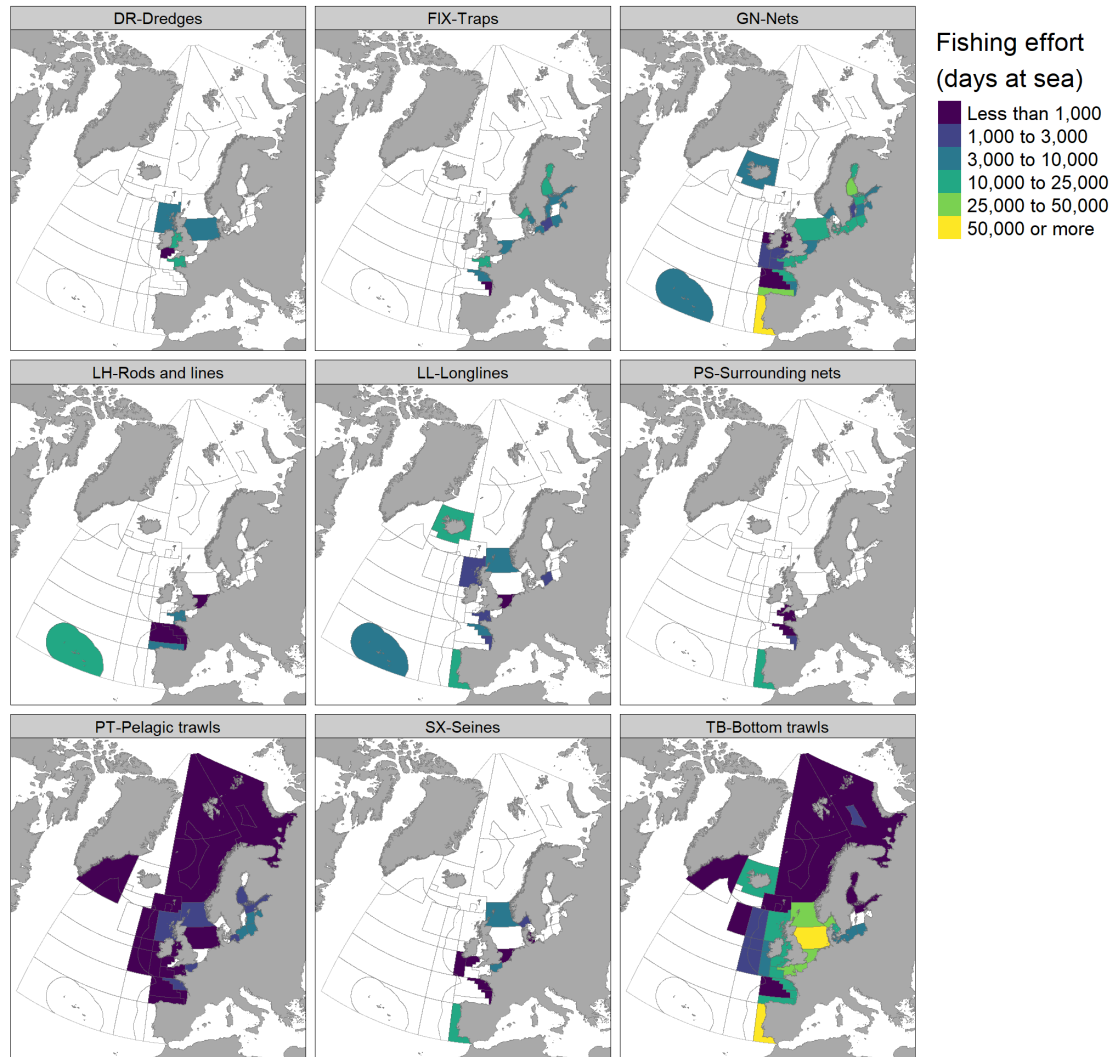 DR-Dredges
FIX-Traps
GN-Nets
Fishing effort
(days at sea)
Less than 1,000
1,000 to 3,000
3,000 to 10,000
10,000 to 25,000
25,000 to 50,000
50,000 or more
LH-Rods and lines
LL-Longlines
PS-Surrounding nets
PT-Pelagic trawls
SX-Seines
TB-Bottom trawls